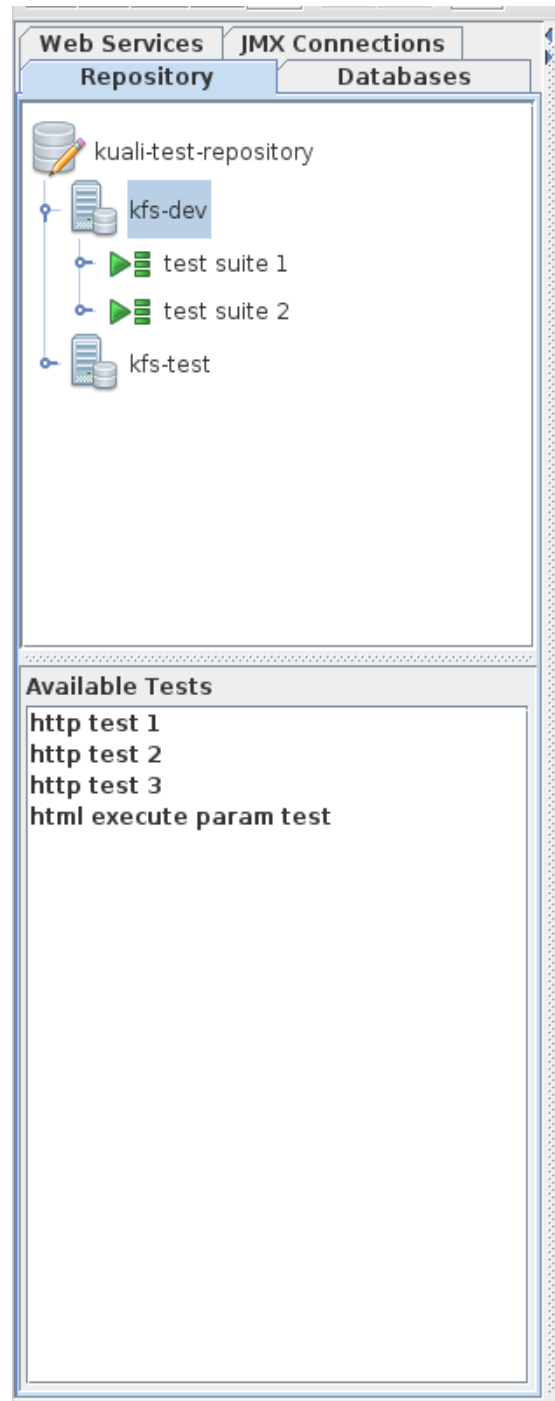 Web Services JMX Connections
Repository Databases
kuali-test-repository
kfs-dev
test suite 1
test suite 2
kfs-test
Available Tests
http test 1
http test 2
http test 3
html execute param test